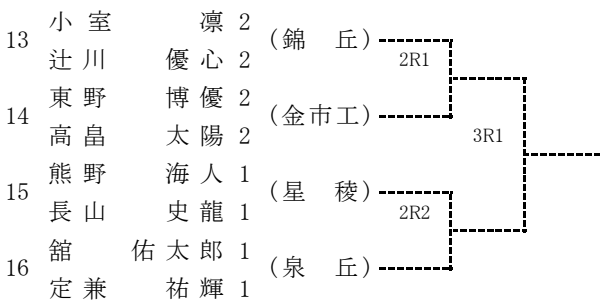 小室 凛 2
13 (錦 丘)
辻川 優心 2
2R1
東野 博優 2
14 (金市工)
高畠 太陽 2
3R1
熊野 海人 1
15 (星 稜)
長山 史龍 1
2R2
舘 佑太郎 1
16 (泉 丘)
定兼 祐輝 1